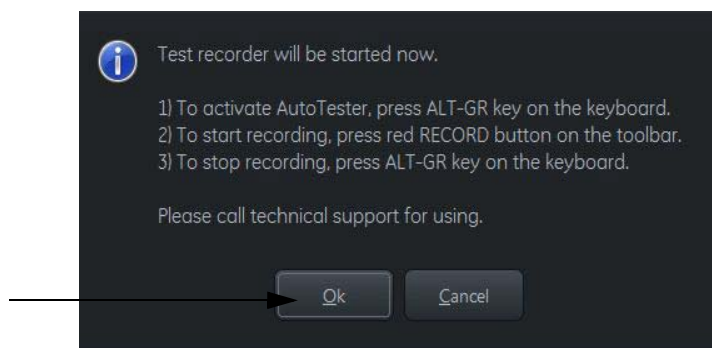 Test recorder will be started now.
1) To activate AutoTester, press ALT-GR key on the keyboard.
2) To start recording, press red RECORD button on the toolbar.
3) To stop recording, press ALT-GR key on the keyboard.
Please call technical support for using.
Ok Cancel